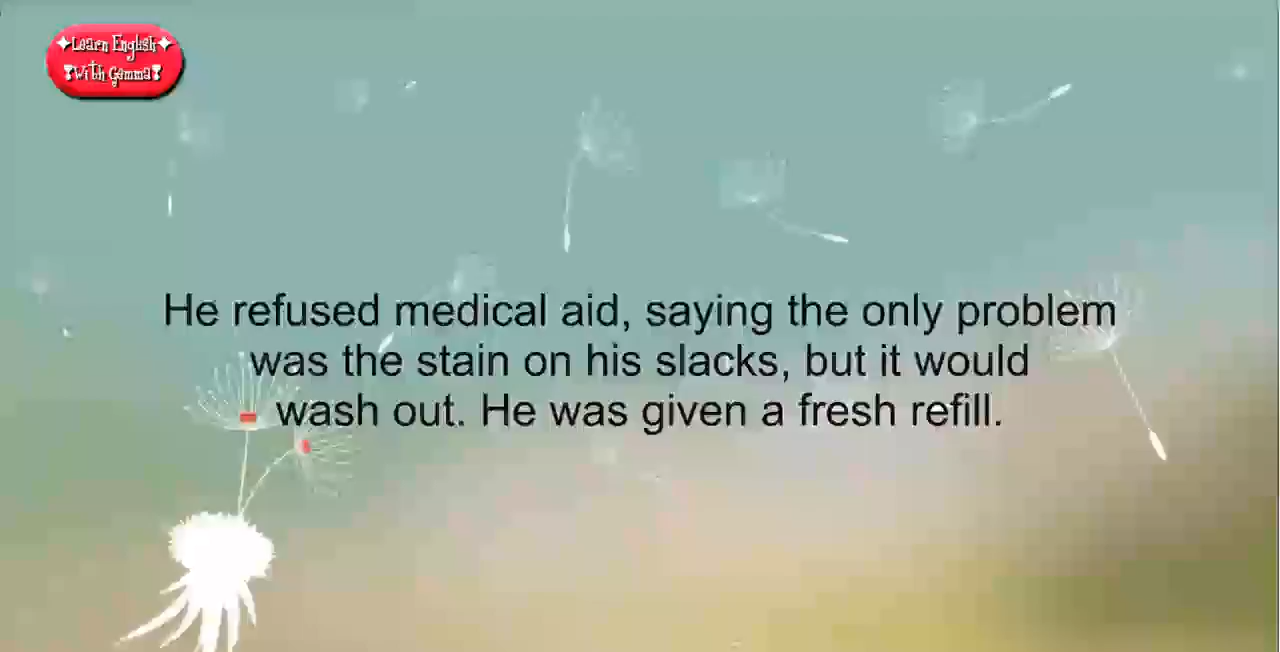 ✦Learn English✦
❣With Gamma❣
He refused medical aid, saying the only problem
was the stain on his slacks, but it would
wash out. He was given a fresh refill.